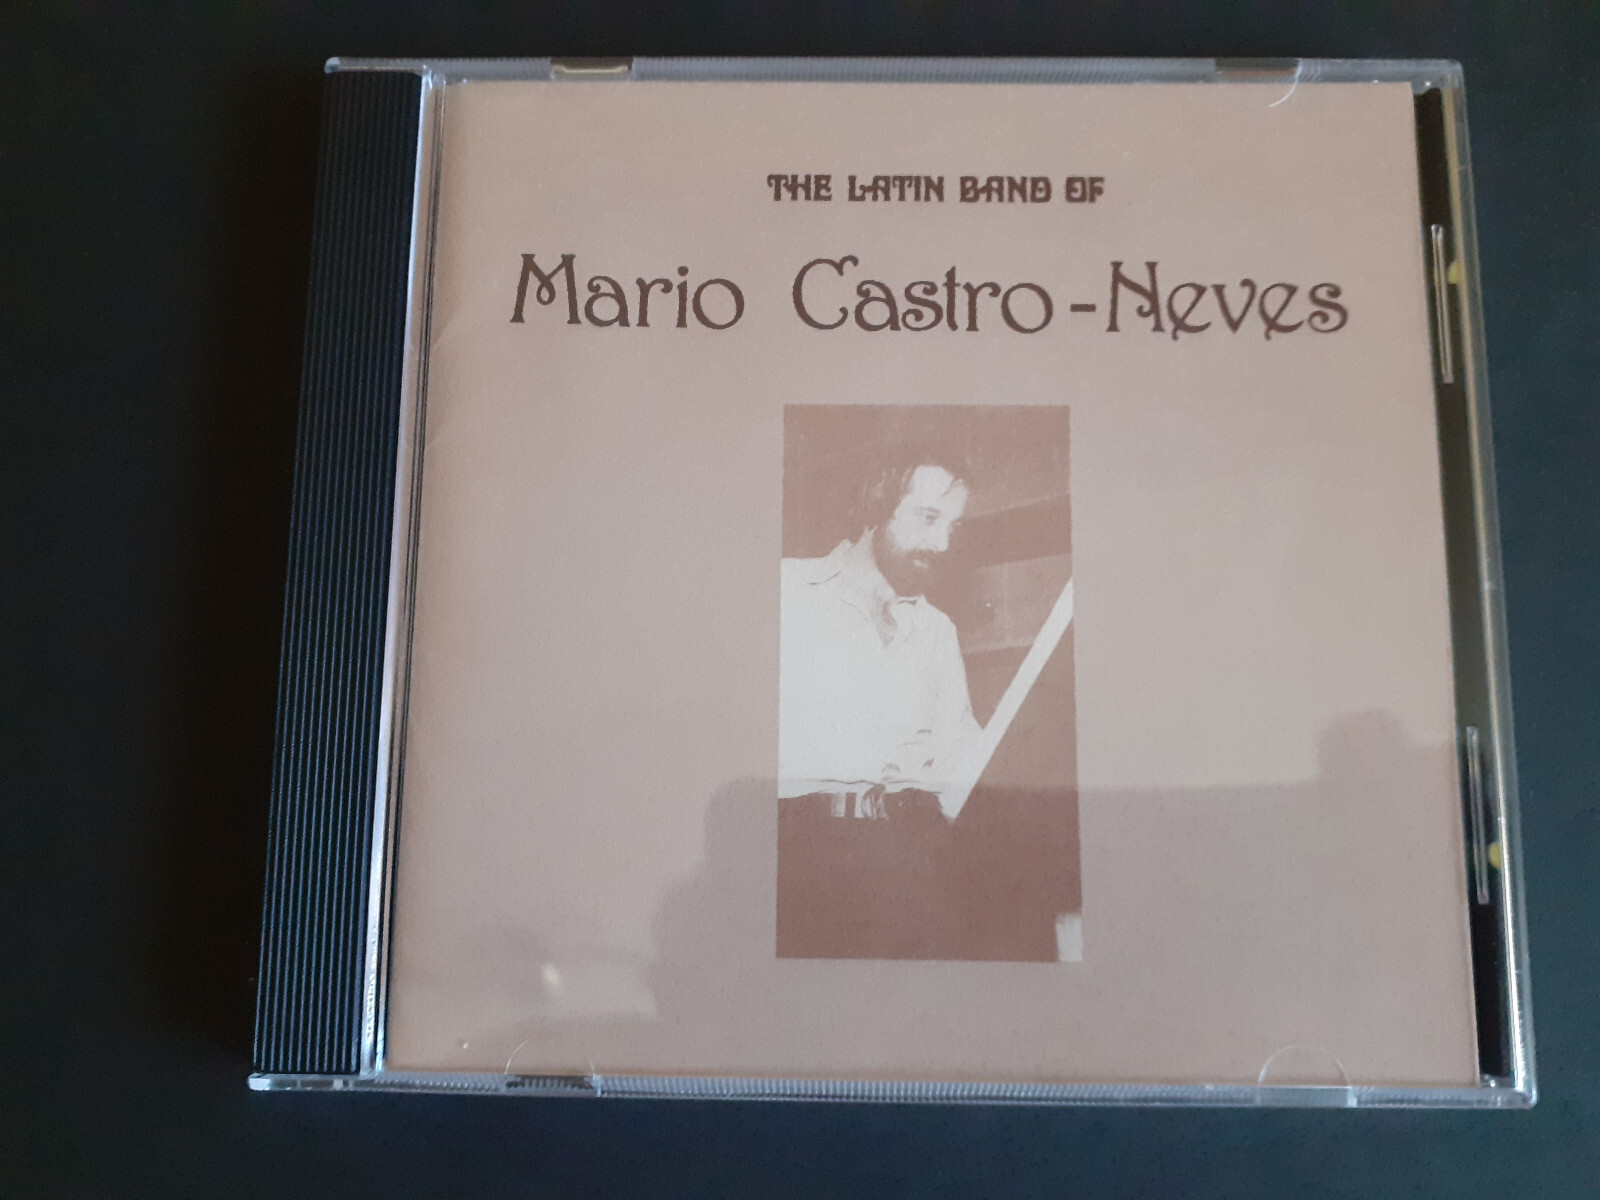 THE LATIN BAND OF
Mario Castro-Neves